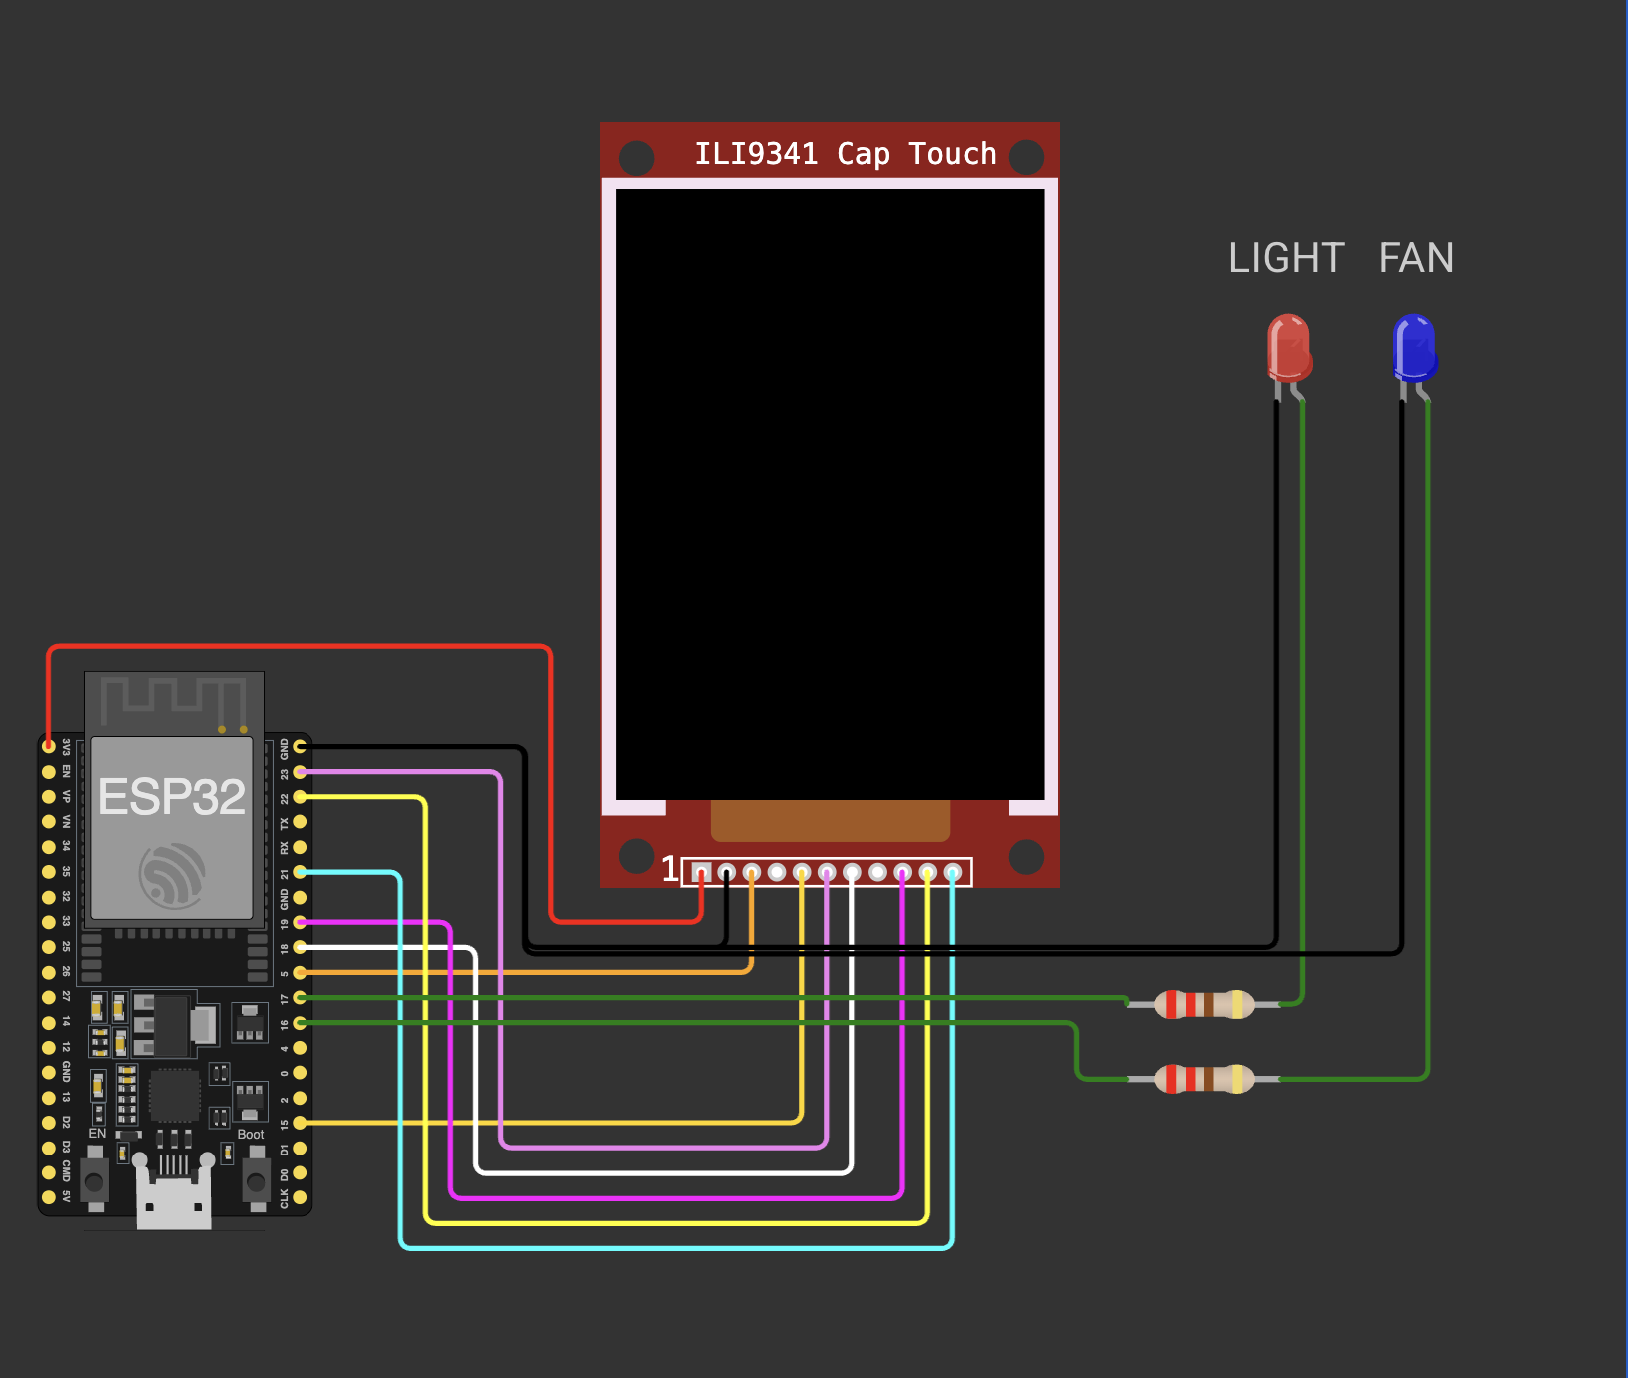 ILI9341 Cap Touch
LIGHT FAN
1
ESP32
3V3
EN
VP
VN
34
35
32
33
25
26
27
14
12
GND
13
D2
D3
CMD
5V
GND
23
22
TX
RX
21
GND
19
18
5
17
16
4
0
2
15
D1
D0
CLK
EN
Boot